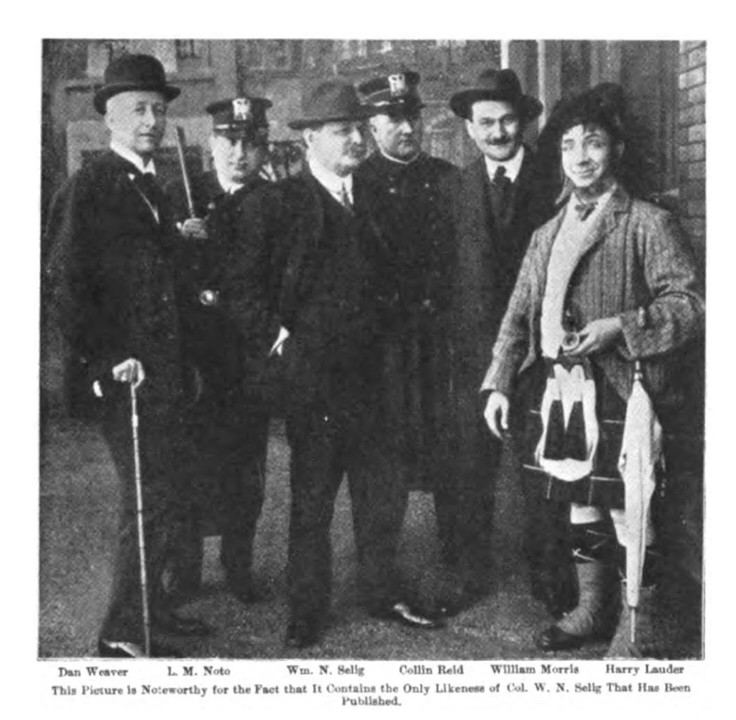 Dan Weaver L. M. Noto Wm. N. Selig Collin Reid William Morris Harry Lauder
This Picture is Noteworthy for the Fact that It Contains the Only Likeness of Col. W. N. Selig That Has Been
Published.